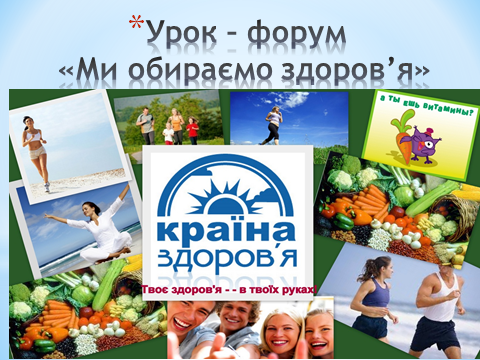 *Урок – форум
«Ми обираємо здоров’я»
а ты ешь витамины?
країна
здоров'я
Твоє здоров'я - - в твоїх руках!